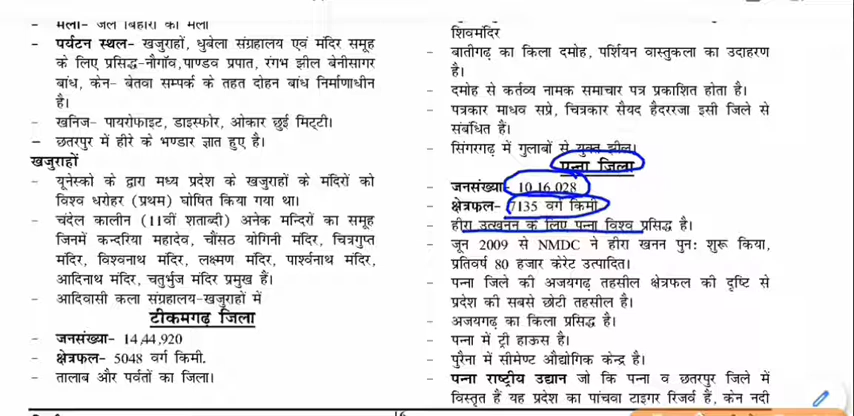 मेला– जल बिहारी का मेला
– पर्यटन स्थल– खजुराहों, धुबेला संग्रहालय एवं मंदिर समूह
के लिए प्रसिद्ध–नौगाँव,पाण्डव प्रपात, रंगभ झील बेनीसागर
बांध, केन– बेतवा सम्पर्क के तहत दोहन बांध निर्माणाधीन
है।
– खनिज– पायरोफाइट, डाइस्फोर, ओकार छुई मिट्टी।
– छतरपुर में हीरे के भण्डार ज्ञात हुए है।
खजुराहों
– यूनेस्को के द्वारा मध्य प्रदेश के खजुराहों के मंदिरों को
विश्व धरोहर (प्रथम) घोषित किया गया था।
– चंदेल कालीन (11वीं शताब्दी) अनेक मन्दिरों का समूह
जिनमें कन्दरिया महादेव, चौंसठ योगिनी मंदिर, चित्रगुप्त
मंदिर, विश्वनाथ मंदिर, लक्ष्मण मंदिर, पार्श्वनाथ मंदिर,
आदिनाथ मंदिर, चतुर्भुज मंदिर प्रमुख हैं।
– आदिवासी कला संग्रहालय–खजुराहों में
टीकमगढ़ जिला
– जनसंख्या– 14,44,920
– क्षेत्रफल– 5048 वर्ग किमी.
– तालाब और पर्वतों का जिला।
शिवमंदिर
– बातीगढ़ का किला दमोह, पर्शियन वास्तुकला का उदाहरण
है।
– दमोह से कर्तव्य नामक समाचार पत्र प्रकाशित होता है।
– पत्रकार माधव सप्रे, चित्रकार सैयद हैदररजा इसी जिले से
संबंधित हैं।
– सिंगरगढ़ में गुलाबों से युक्त झील।
पन्ना जिला
– जनसंख्या– 10,16,028
– क्षेत्रफल– 7135 वर्ग किमी
– हीरा उत्खनन के लिए पन्ना विश्व प्रसिद्ध है।
– जून 2009 से NMDC ने हीरा खनन पुन: शुरू किया,
प्रतिवर्ष 80 हजार केरेट उत्पादित।
– पन्ना जिले की अजयगढ़ तहसील क्षेत्रफल की दृष्टि से
प्रदेश की सबसे छोटी तहसील है।
– अजयगढ़ का किला प्रसिद्ध है।
– पन्ना में ट्री हाऊस है।
– पुरैना में सीमेण्ट औद्योगिक केन्द्र है।
– पन्ना राष्ट्रीय उद्यान जो कि पन्ना व छतरपुर जिले में
विस्तृत हैं यह प्रदेश का पांचवा टाइगर रिजर्व हैं, केन नदी
16